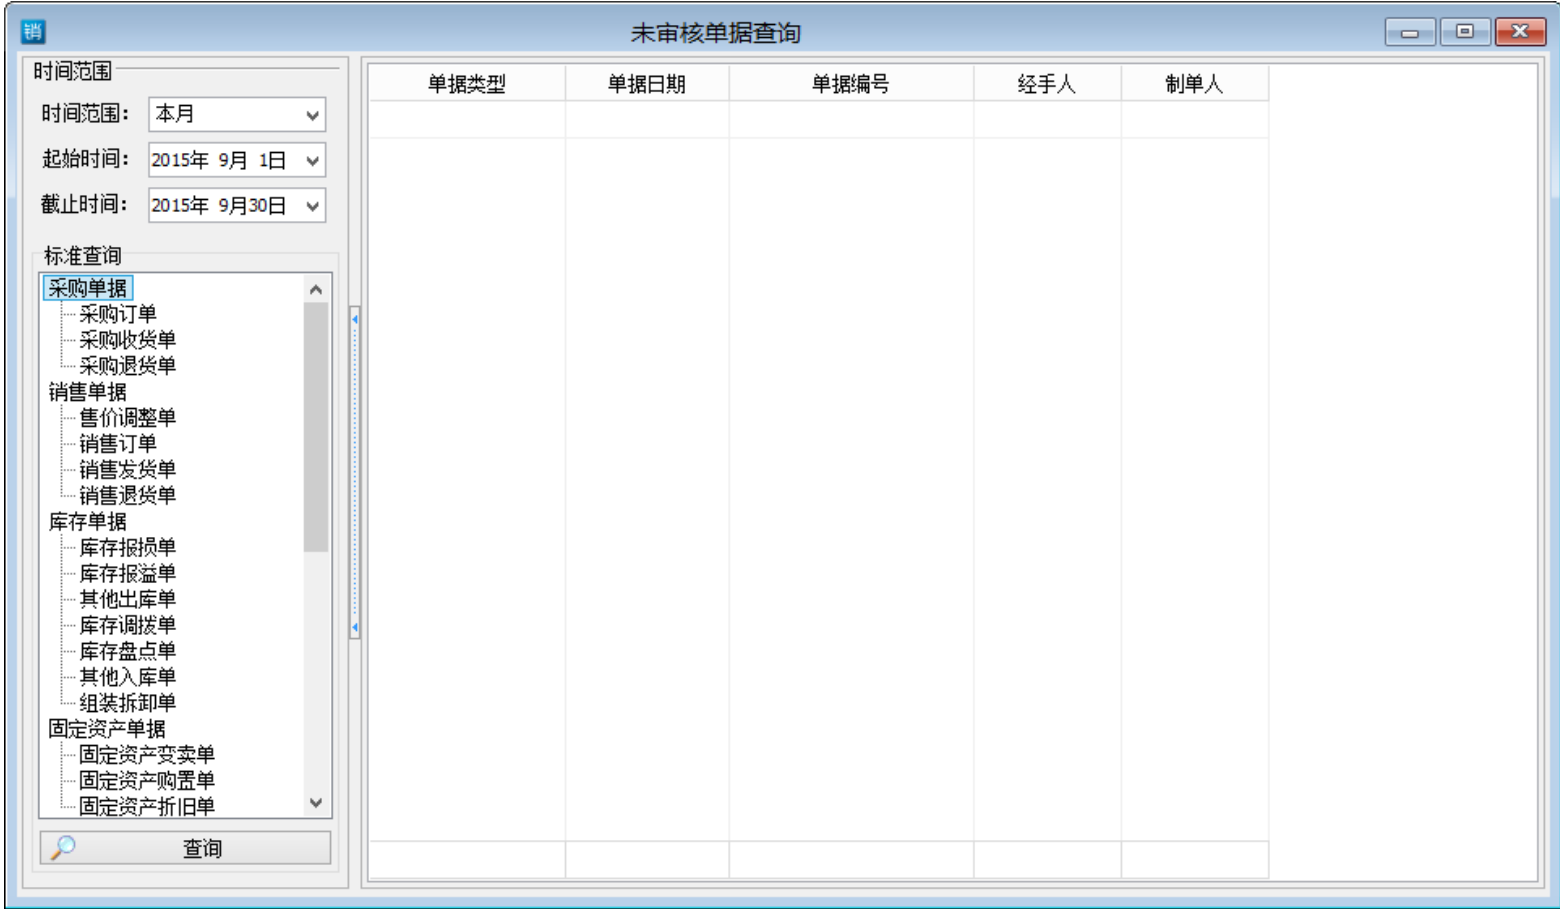 销 未审核单据查询
时间范围
时间范围： 本月
起始时间： 2015年 9月 1日
截止时间： 2015年 9月30日
标准查询
采购单据
采购订单
采购收货单
采购退货单
销售单据
售价调整单
销售订单
销售发货单
销售退货单
库存单据
库存报损单
库存报溢单
其他出库单
库存调拨单
库存盘点单
其他入库单
组装拆卸单
固定资产单据
固定资产变卖单
固定资产购置单
固定资产折旧单
查询
单据类型 单据日期 单据编号 经手人 制单人